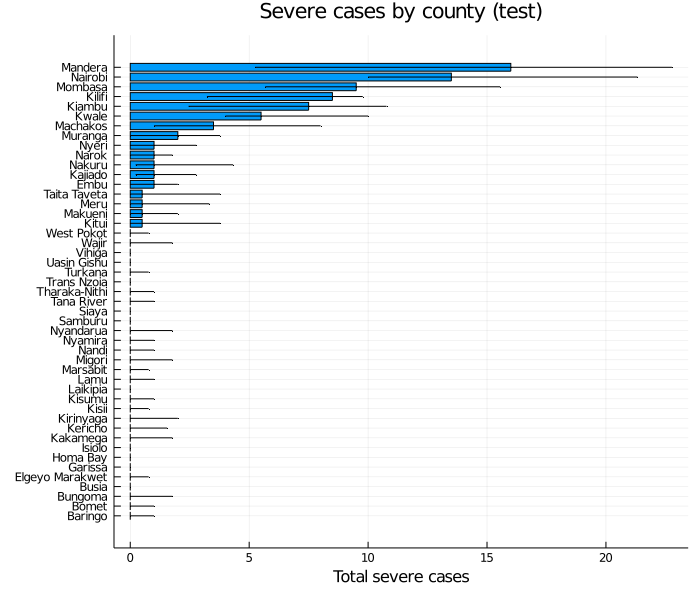 Severe cases by county (test)
Mandera
Nairobi
Mombasa
Kilifi
Kiambu
Kwale
Machakos
Muranga
Nyeri
Narok
Nakuru
Kajiado
Embu
Taita Taveta
Meru
Makueni
Kitui
West Pokot
Wajir
Vihiga
Uasin Gishu
Turkana
Trans Nzoia
Tharaka-Nithi
Tana River
Siaya
Samburu
Nyandarua
Nyamira
Nandi
Migori
Marsabit
Lamu
Laikipia
Kisumu
Kisii
Kirinyaga
Kericho
Kakamega
Isiolo
Homa Bay
Garissa
Elgeyo Marakwet
Busia
Bungoma
Bomet
Baringo
0 5 10 15 20
Total severe cases